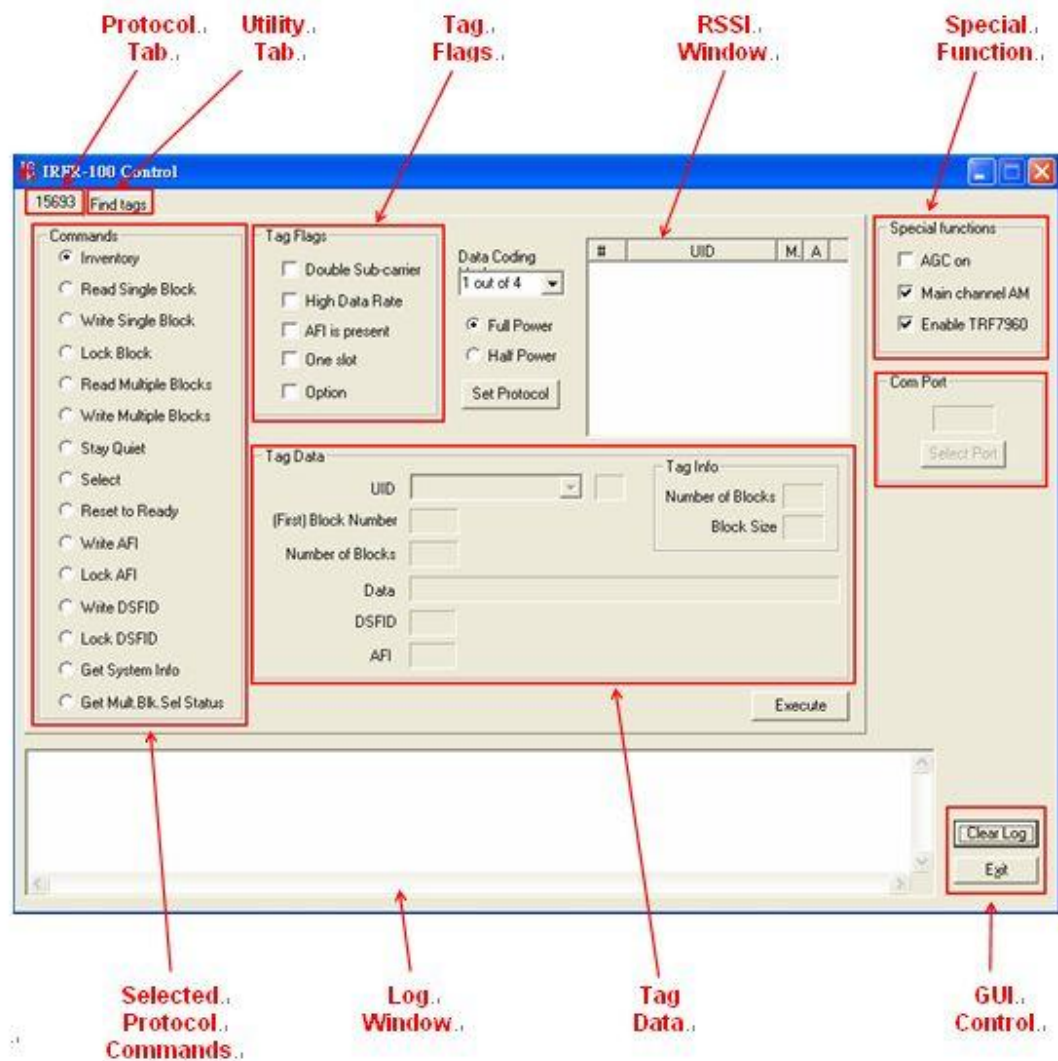 Protocol Tab
Utility Tab
Tag Flags
RSSI Window
Special Function
IRFR-100 Control
15693
Find tags
Commands
Inventory
Read Single Block
Write Single Block
Lock Block
Read Multiple Blocks
Write Multiple Blocks
Stay Quiet
Select
Reset to Ready
Write AFI
Lock AFI
Write DSFID
Lock DSFID
Get System Info
Get Mult.Blk.Sel Status
Tag Flags
Double Sub-carrier
High Data Rate
AFI is present
One slot
Option
Data Coding
1 out of 4
Full Power
Half Power
Set Protocol
# UID M. A
Special functions
AGC on
Main channel AM
Enable TRF7960
Com Port
Select Port
Tag Data
UID
(First) Block Number
Number of Blocks
Data
DSFID
AFI
Tag Info
Number of Blocks
Block Size
Execute
Clear Log
Exit
Selected Protocol Commands
Log Window
Tag Data
GUI Control